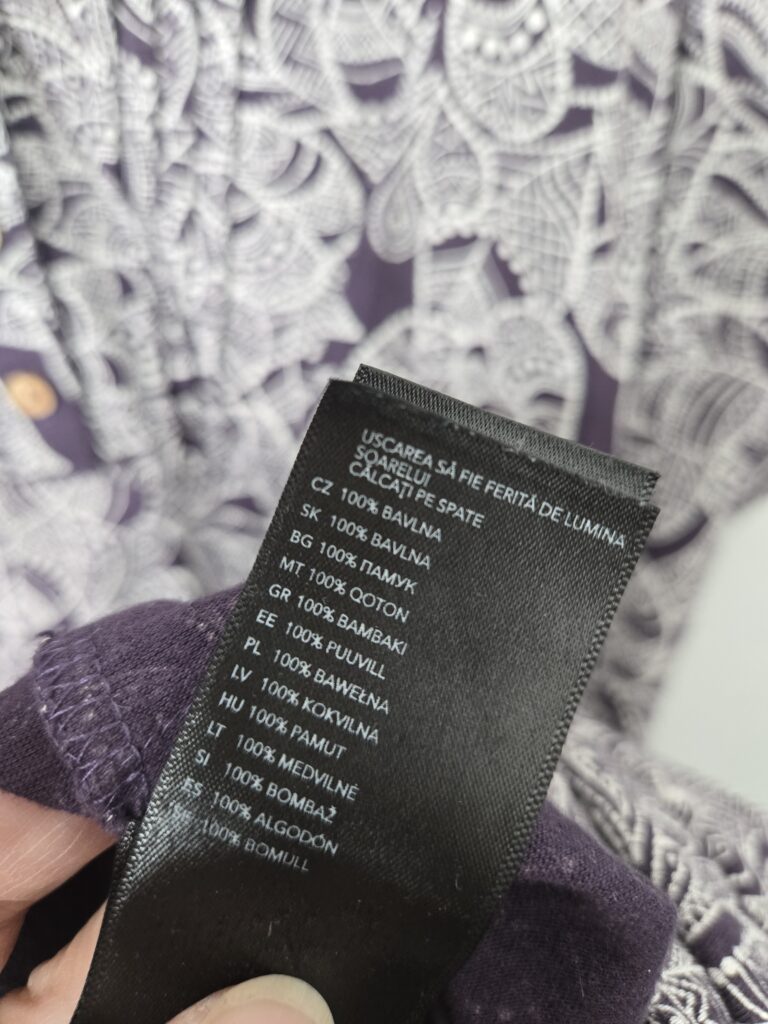 USCAREA SĂ FIE FERITĂ DE LUMINA
SOARELUI
CĂLCAȚI PE SPATE
CZ 100% BAVLNA
SK 100% BAVLNA
BG 100% ПАМУК
MT 100% QOTON
GR 100% BAMBAKI
EE 100% PUUVILL
PL 100% BAWEŁNA
LV 100% KOKVILNA
HU 100% PAMUT
LT 100% MEDVILNĖ
SI 100% BOMBAŽ
ES 100% ALGODÓN
SE 100% BOMULL